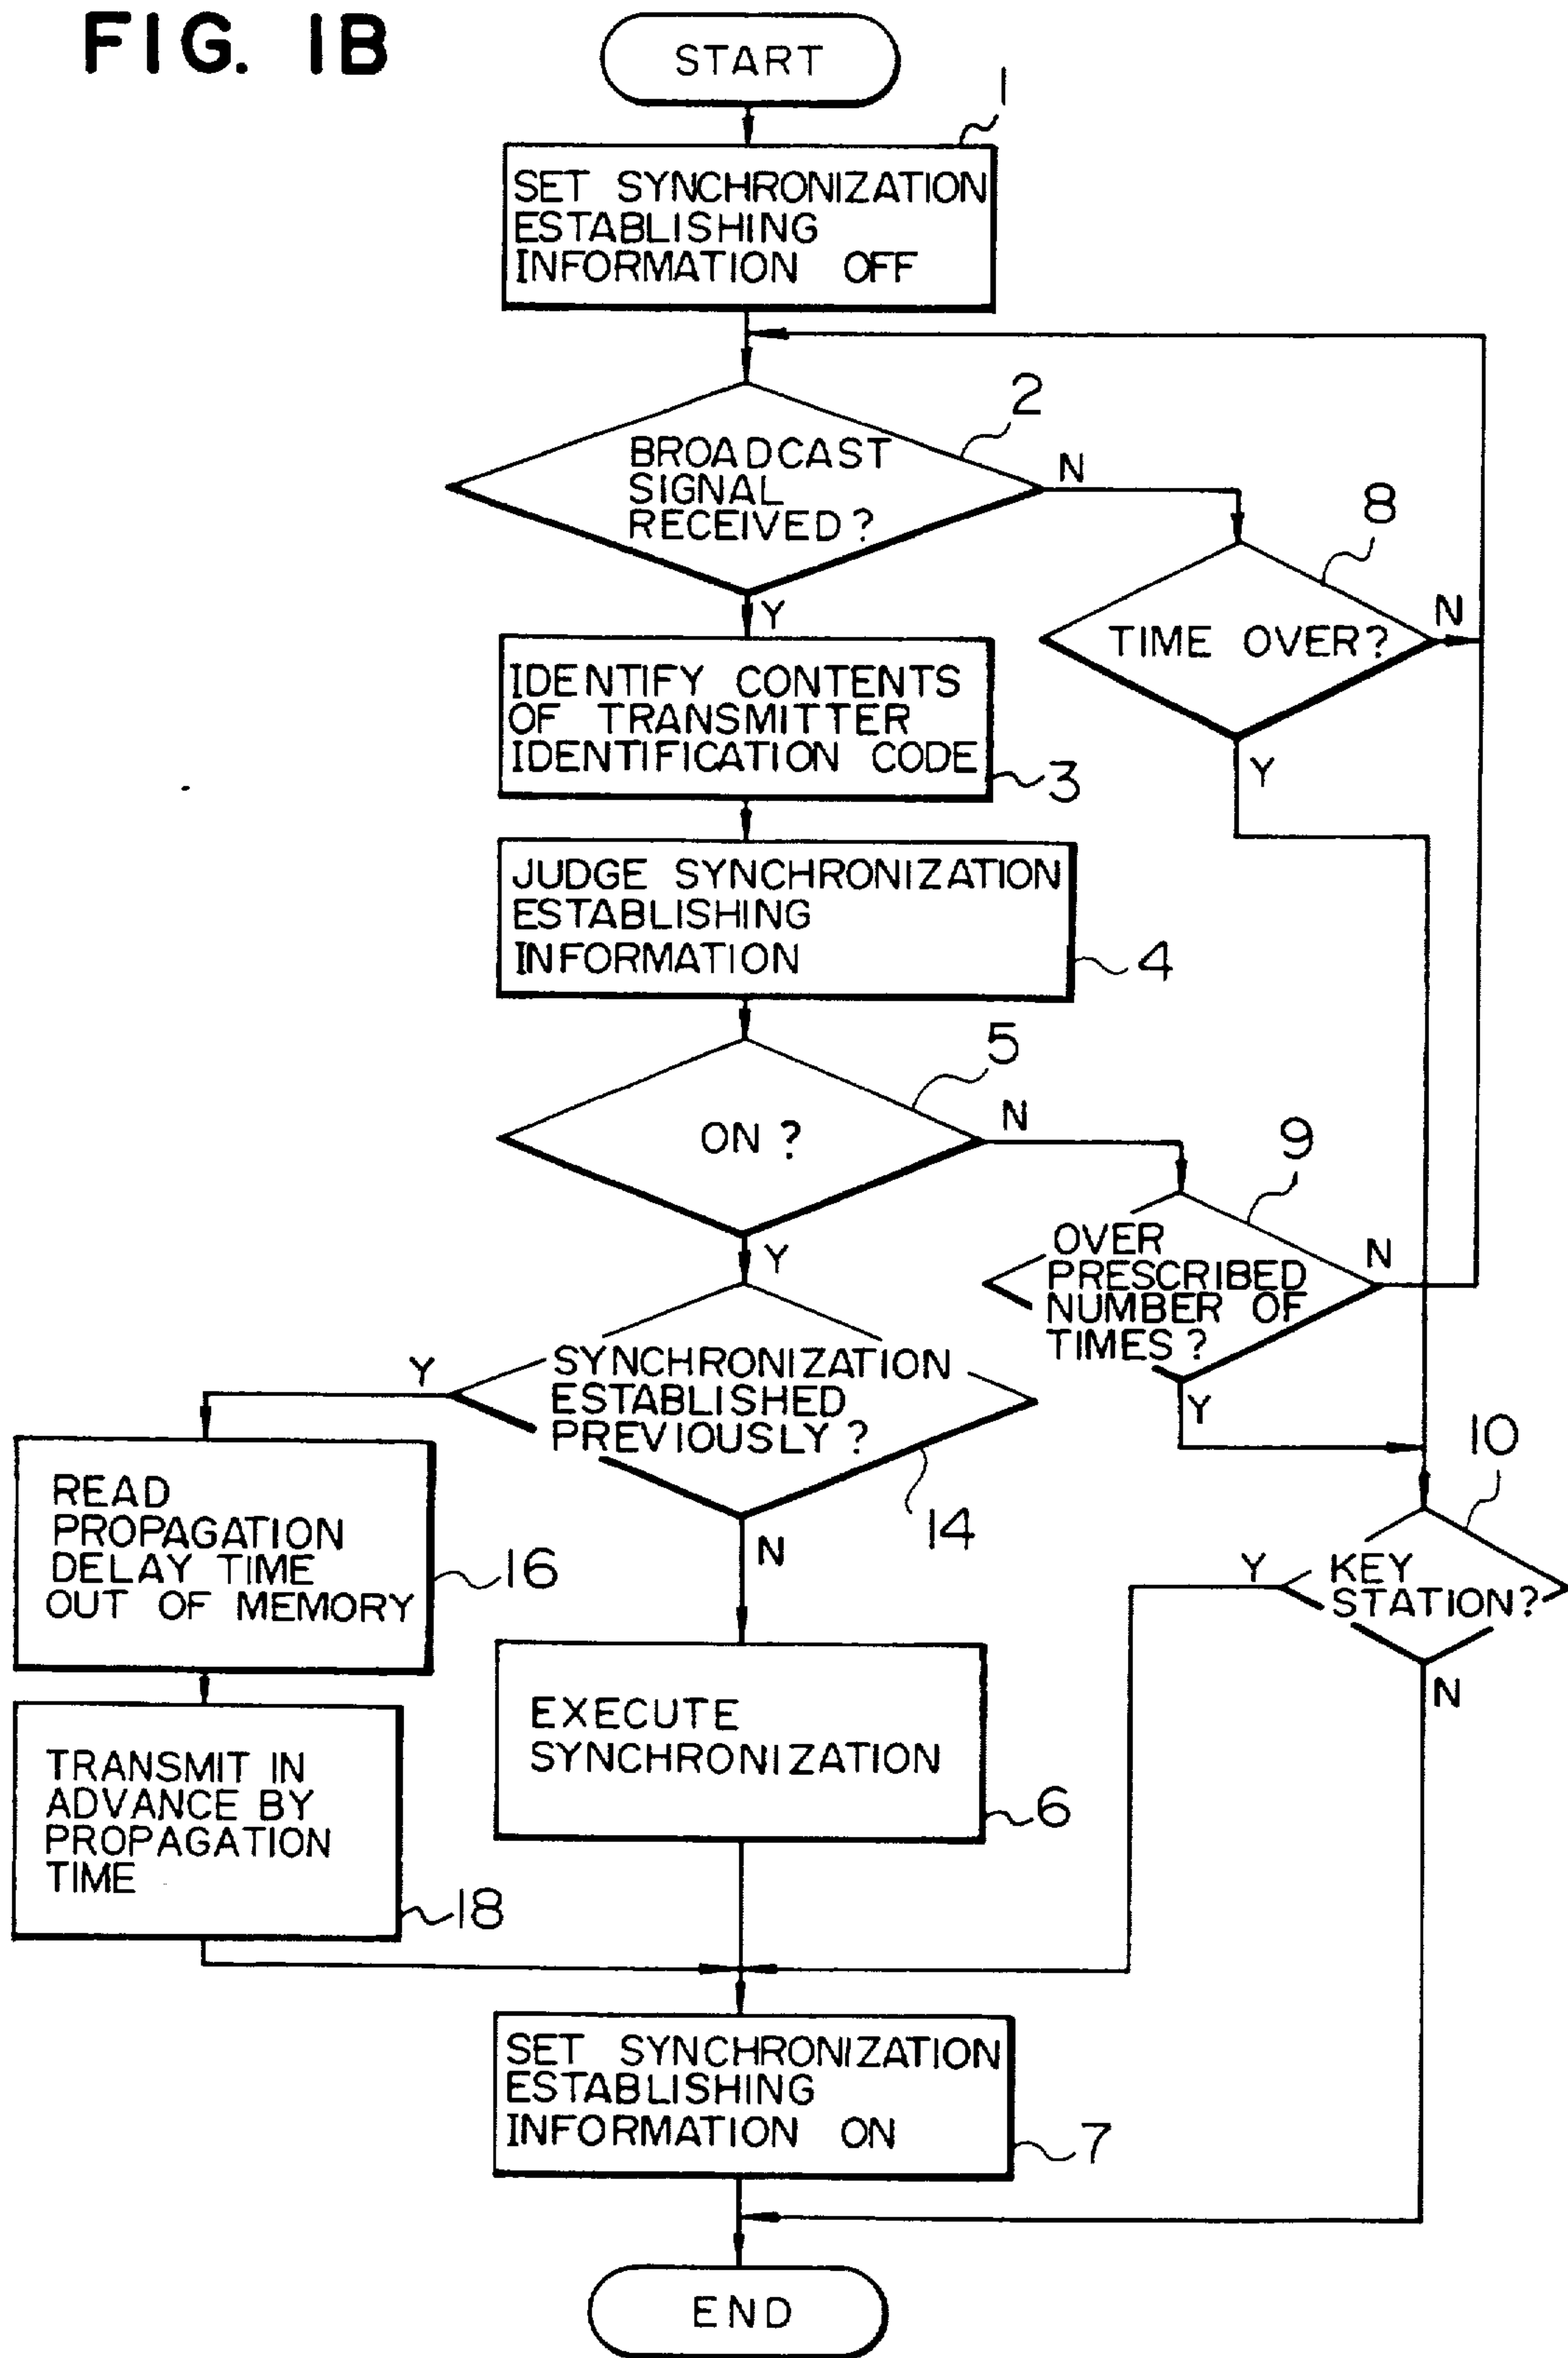 FIG. 1B
START
1
SET SYNCHRONIZATION
ESTABLISHING
INFORMATION OFF
2
BROADCAST
SIGNAL
RECEIVED?
N
8
Y
TIME OVER?
N
IDENTIFY CONTENTS
OF TRANSMITTER
IDENTIFICATION CODE
3
Y
JUDGE SYNCHRONIZATION
ESTABLISHING
INFORMATION
4
5
ON?
N
9
Y
OVER
PRESCRIBED
NUMBER OF
TIMES?
N
Y
SYNCHRONIZATION
ESTABLISHED
PREVIOUSLY?
Y
14
N
10
READ
PROPAGATION
DELAY TIME
OUT OF MEMORY
16
Y
KEY
STATION?
N
EXECUTE
SYNCHRONIZATION
6
TRANSMIT IN
ADVANCE BY
PROPAGATION
TIME
18
SET SYNCHRONIZATION
ESTABLISHING
INFORMATION ON
7
END